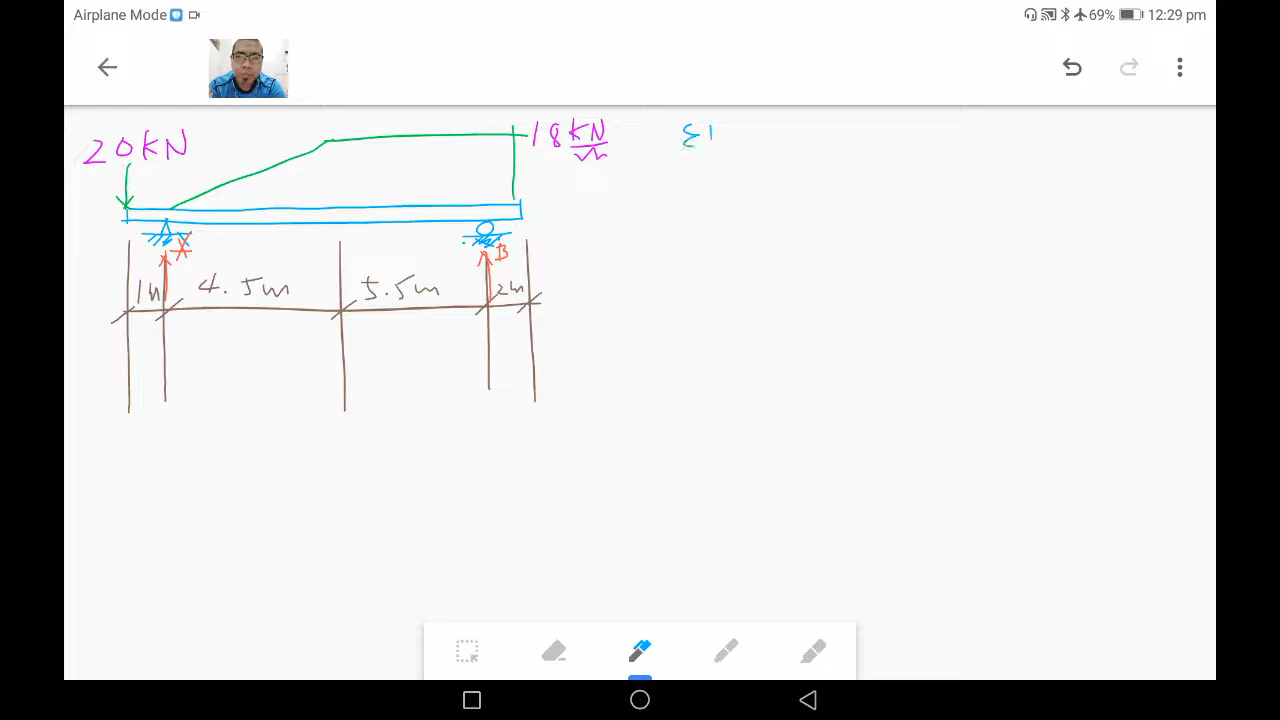 Airplane Mode 69% 12:29 pm
20KN
18 KN
m
A
B
1m 4.5m 5.5m 2m